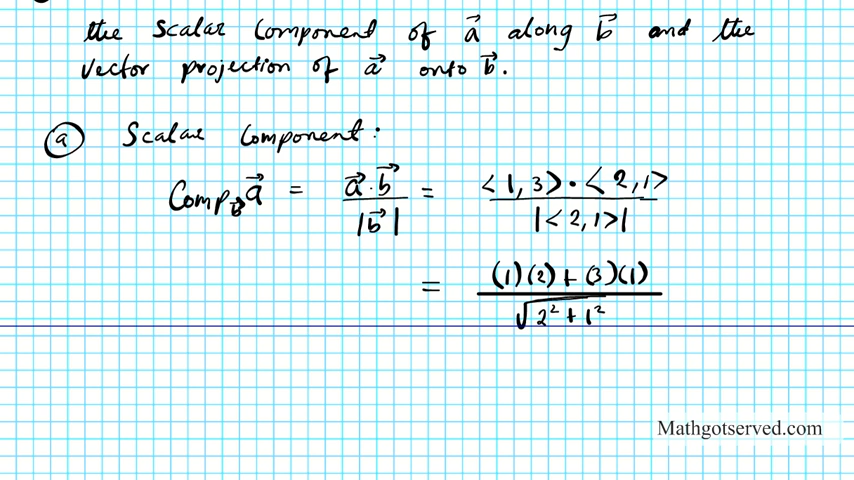 the scalar component of a⃗ along b⃗ and the
vector projection of a⃗ onto b⃗.
(a) Scalar Component:
Comp_b⃗ a⃗ = a⃗·b⃗ / |b⃗| = <1,3>·<2,1> / |<2,1>|
= (1)(2)+(3)(1) / √(2²+1²)
Mathgotserved.com